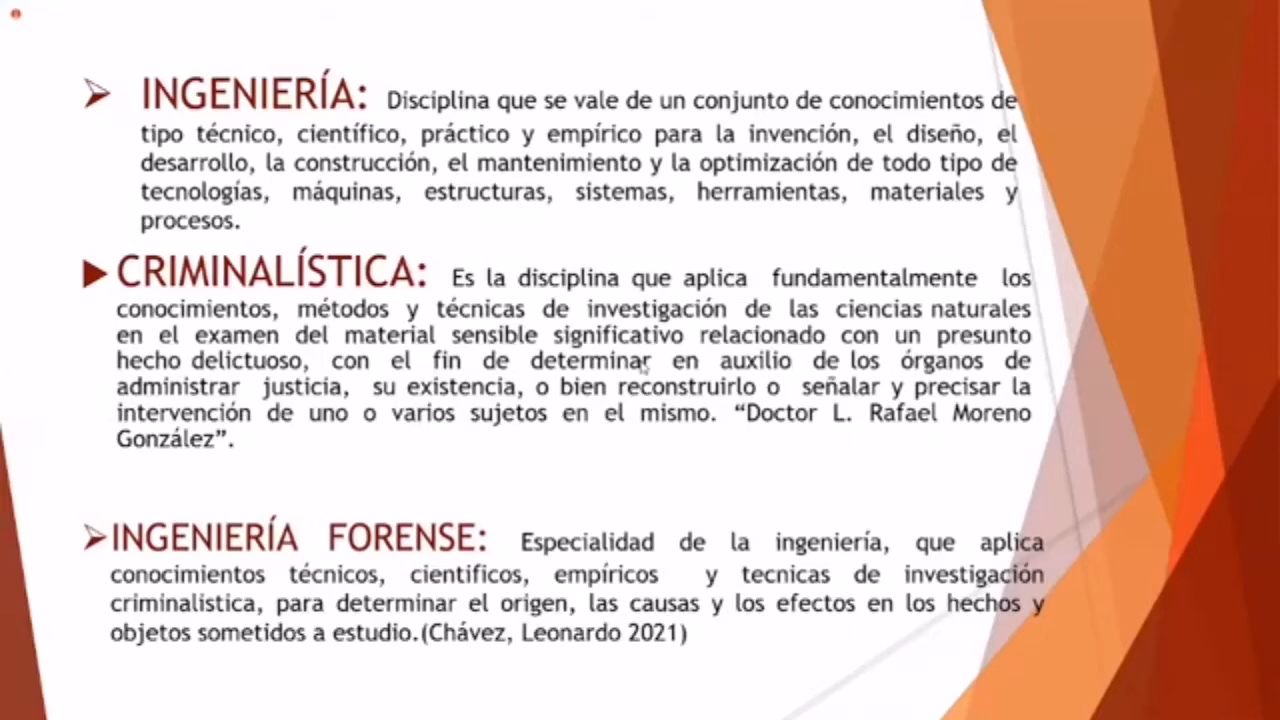 INGENIERÍA: Disciplina que se vale de un conjunto de conocimientos de
tipo técnico, científico, práctico y empírico para la invención, el diseño, el
desarrollo, la construcción, el mantenimiento y la optimización de todo tipo de
tecnologías, máquinas, estructuras, sistemas, herramientas, materiales y
procesos.
CRIMINALÍSTICA: Es la disciplina que aplica fundamentalmente los
conocimientos, métodos y técnicas de investigación de las ciencias naturales
en el examen del material sensible significativo relacionado con un presunto
hecho delictuoso, con el fin de determinar en auxilio de los órganos de
administrar justicia, su existencia, o bien reconstruirlo o señalar y precisar la
intervención de uno o varios sujetos en el mismo. “Doctor L. Rafael Moreno
González”.
INGENIERÍA FORENSE: Especialidad de la ingeniería, que aplica
conocimientos técnicos, cientificos, empíricos y tecnicas de investigación
criminalistica, para determinar el origen, las causas y los efectos en los hechos y
objetos sometidos a estudio.(Chávez, Leonardo 2021)